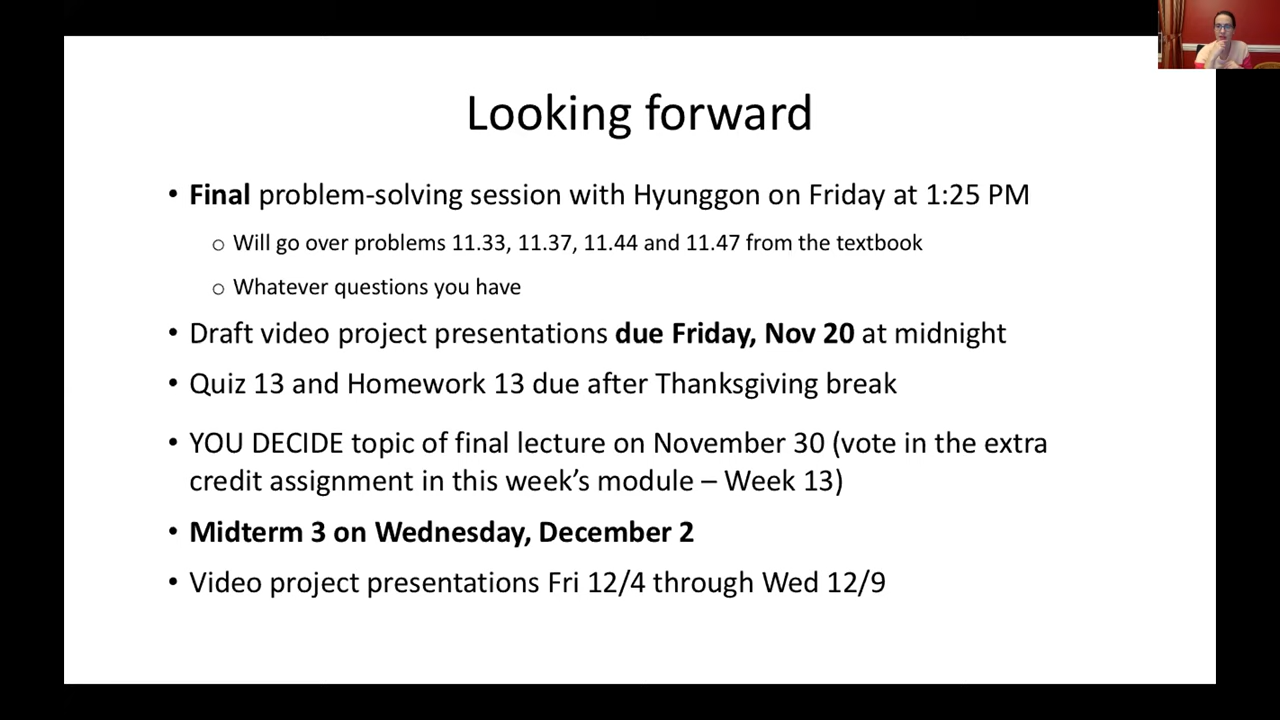 Looking forward
• Final problem-solving session with Hyunggon on Friday at 1:25 PM
o Will go over problems 11.33, 11.37, 11.44 and 11.47 from the textbook
o Whatever questions you have
• Draft video project presentations due Friday, Nov 20 at midnight
• Quiz 13 and Homework 13 due after Thanksgiving break
• YOU DECIDE topic of final lecture on November 30 (vote in the extra
credit assignment in this week’s module – Week 13)
• Midterm 3 on Wednesday, December 2
• Video project presentations Fri 12/4 through Wed 12/9